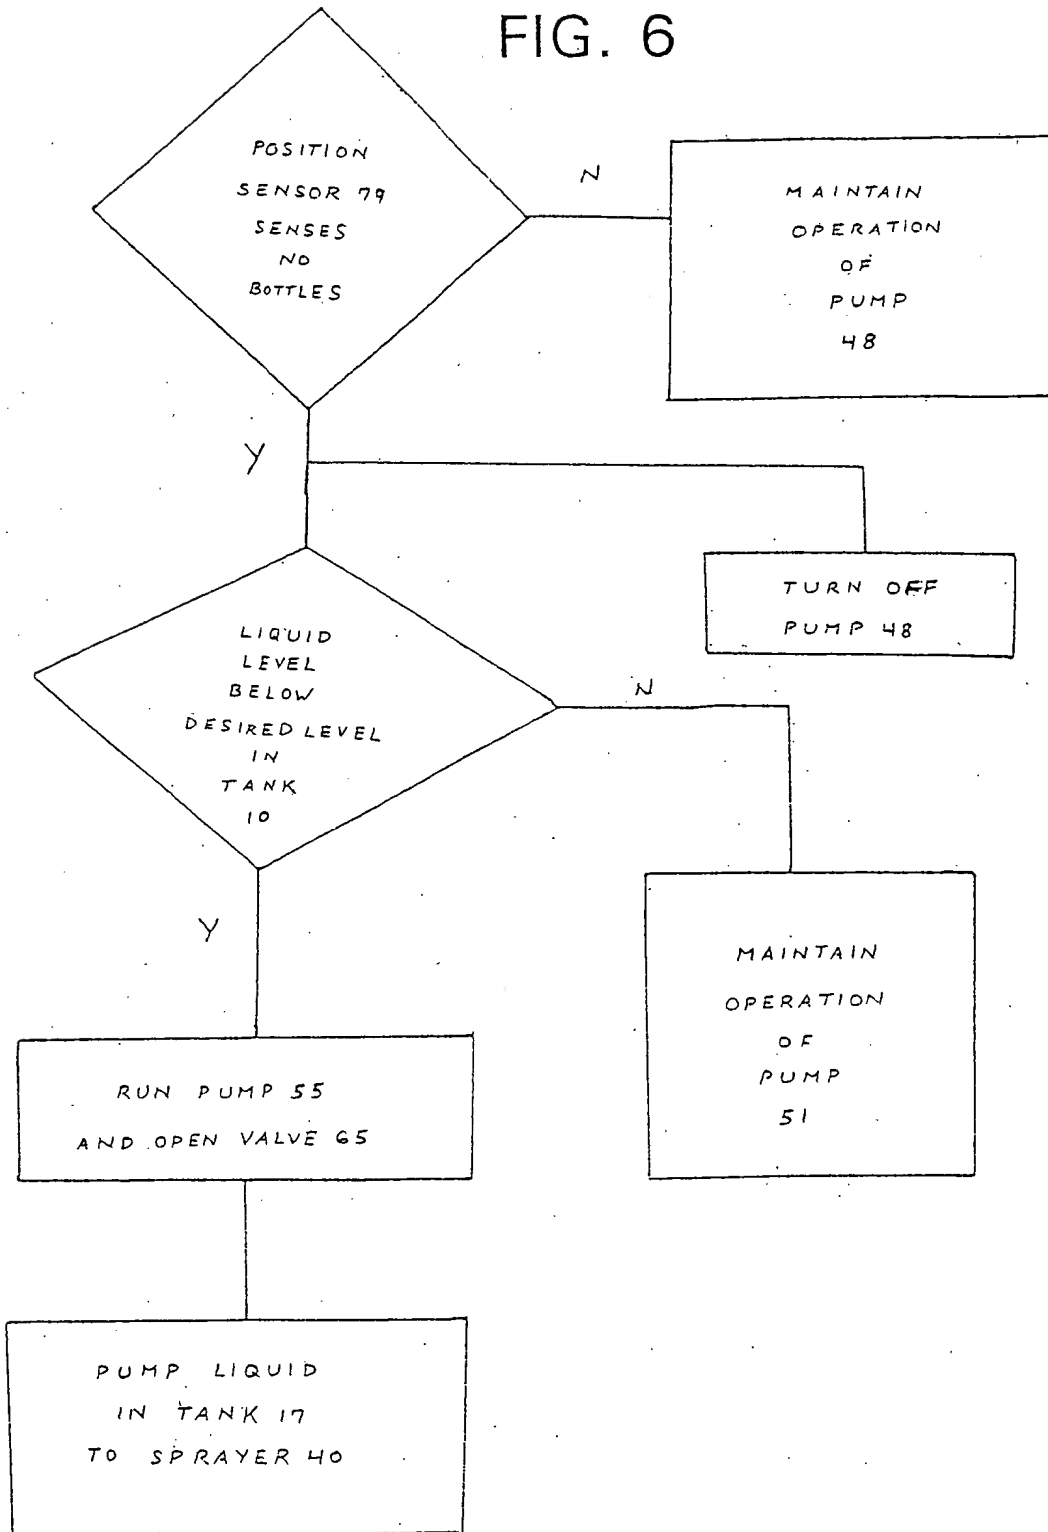 FIG. 6
POSITION
SENSOR 79
SENSES
NO
BOTTLES
N
MAINTAIN
OPERATION
OF
PUMP
48
Y
TURN OFF
PUMP 48
LIQUID
LEVEL
BELOW
DESIRED LEVEL
IN
TANK
10
N
Y
MAINTAIN
OPERATION
OF
PUMP
51
RUN PUMP 55
AND OPEN VALVE 65
PUMP LIQUID
IN TANK 17
TO SPRAYER 40